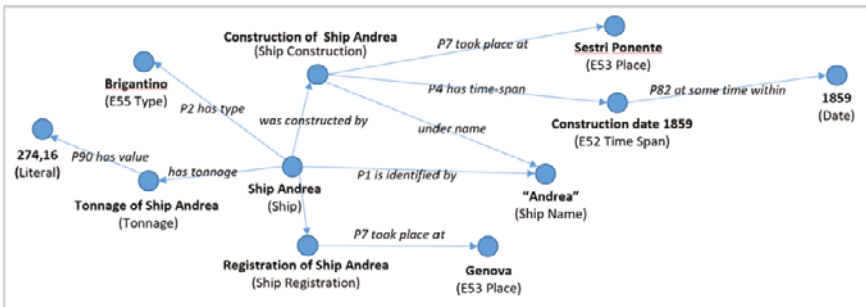 Construction of Ship Andrea
(Ship Construction)
P7 took place at
Sestri Ponente
(E53 Place)
Brigantino
(E55 Type)
P4 has time-span
P82 at some time within
P2 has type
1859
(Date)
Construction date 1859
(E52 Time Span)
was constructed by
under name
274,16
(Literal)
P90 has value
has tonnage
P1 is identified by
Ship Andrea
(Ship)
"Andrea"
(Ship Name)
Tonnage of Ship Andrea
(Tonnage)
P7 took place at
Registration of Ship Andrea
(Ship Registration)
Genova
(E53 Place)